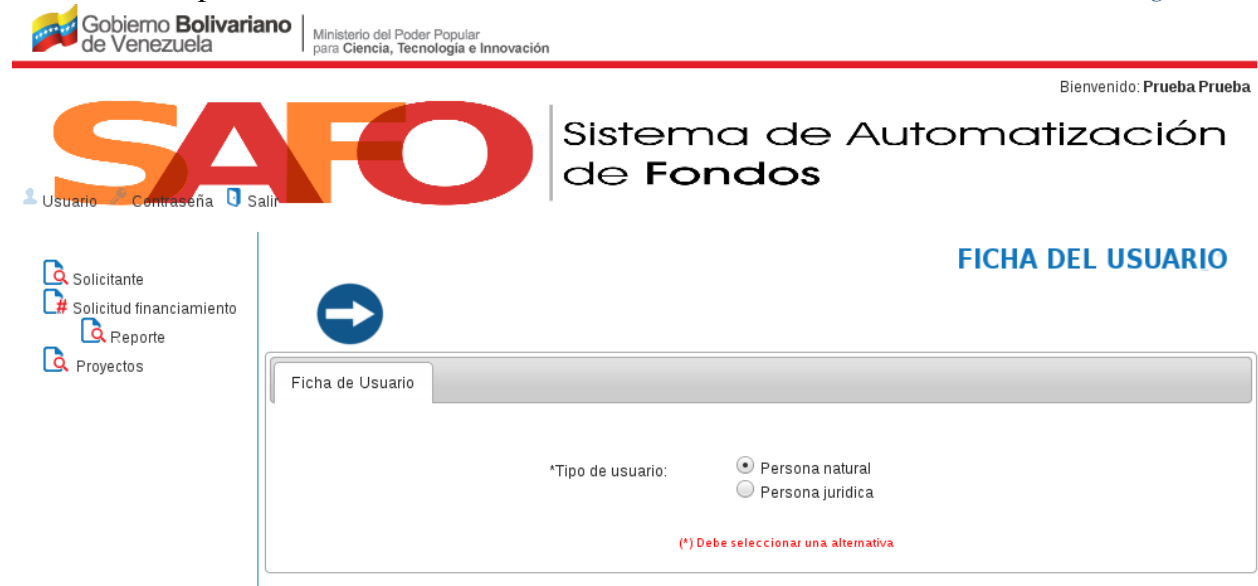 Gobierno Bolivariano
de Venezuela
Ministerio del Poder Popular
para Ciencia, Tecnología e Innovación
Bienvenido: Prueba Prueba
SAFO
Sistema de Automatización
de Fondos
Usuario Contraseña Salir
FICHA DEL USUARIO
Solicitante
# Solicitud financiamiento
Reporte
Proyectos
Ficha de Usuario
*Tipo de usuario:
Persona natural
Persona juridica
(*) Debe seleccionar una alternativa